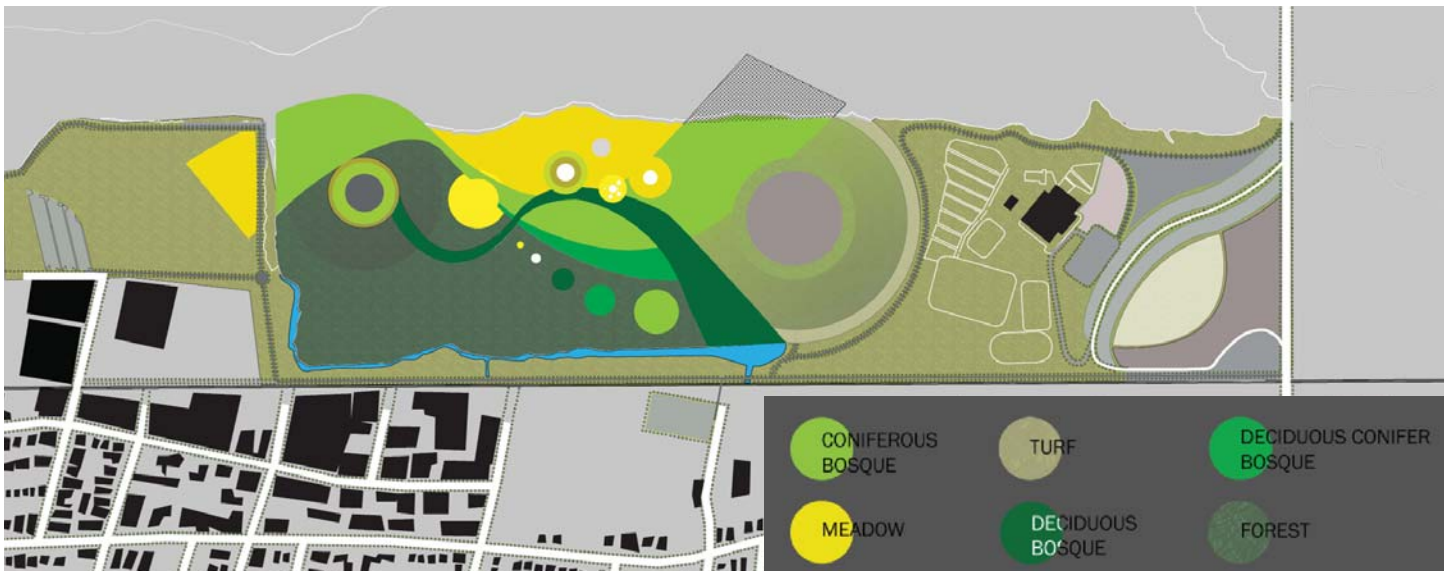 CONIFEROUS
BOSQUE
TURF
DECIDUOUS CONIFER
BOSQUE
MEADOW
DECIDUOUS
BOSQUE
FOREST